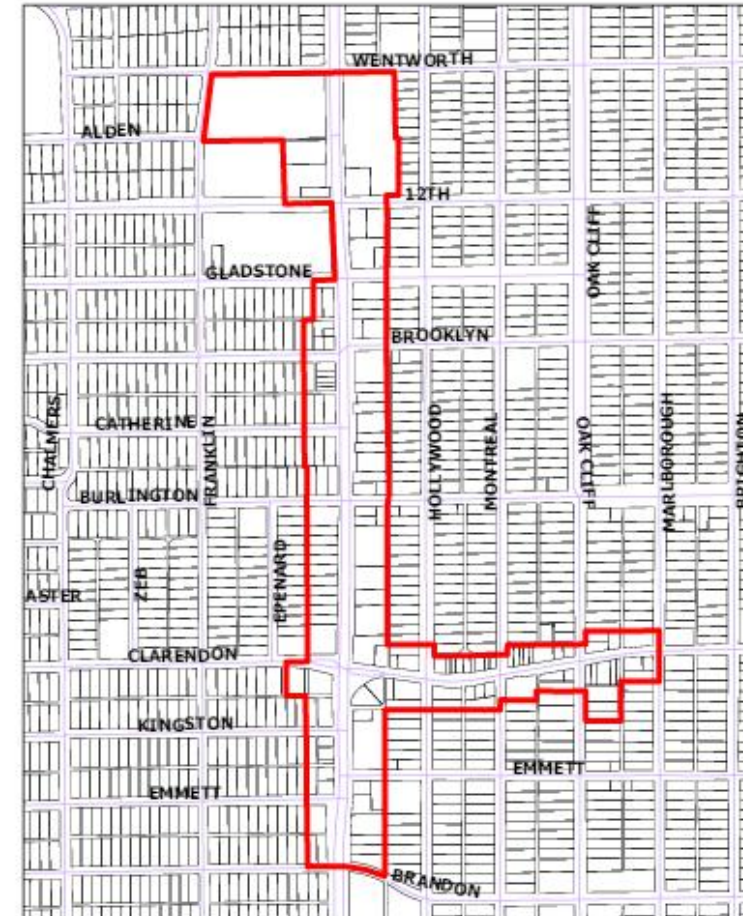 WENTWORTH
ALDEN
12TH
OAK CLIFF
GLADSTONE
BROOKLYN
CHALMERS
CATHERINE
FRANKLIN
HOLLYWOOD
MONTREAL
OAK CLIFF
MARLBOROUGH
BRIGHTON
BURLINGTON
ASTER
ZEB
EPENARD
CLARENDON
KINGSTON
EMMETT
EMMETT
BRANDON